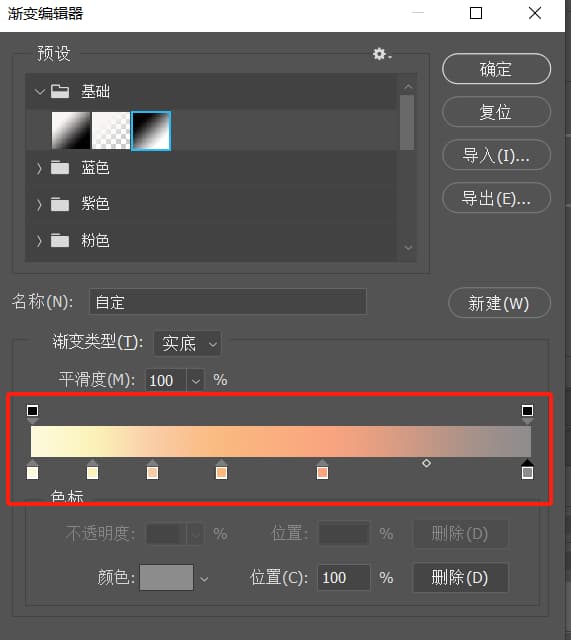 渐变编辑器
预设
确定
基础
复位
导入(I)...
蓝色
紫色
导出(E)...
粉色
名称(N): 自定 新建(W)
渐变类型(T): 实底
平滑度(M): 100 %
色标
不透明度: % 位置: % 删除(D)
颜色: 位置(C): 100 % 删除(D)